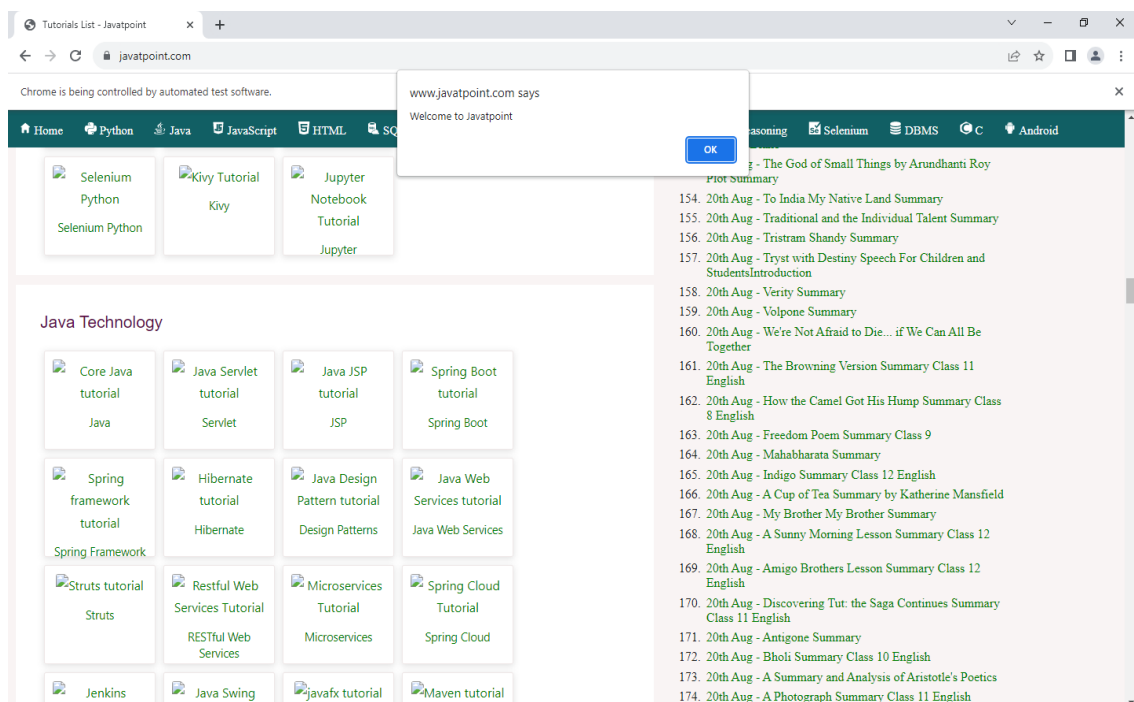 Tutorials List - Javatpoint
javatpoint.com
Chrome is being controlled by automated test software.
www.javatpoint.com says
Welcome to Javatpoint
OK
Home Python Java JavaScript HTML SQ
Selenium DBMS C Android
Selenium
Python
Selenium Python
Kivy Tutorial
Kivy
Jupyter
Notebook
Tutorial
Jupyter
Java Technology
Core Java
tutorial
Java
Java Servlet
tutorial
Servlet
Java JSP
tutorial
JSP
Spring Boot
tutorial
Spring Boot
Spring
framework
tutorial
Spring Framework
Hibernate
tutorial
Hibernate
Java Design
Pattern tutorial
Design Patterns
Java Web
Services tutorial
Java Web Services
Struts tutorial
Struts
Restful Web
Services Tutorial
RESTful Web
Services
Microservices
Tutorial
Microservices
Spring Cloud
Tutorial
Spring Cloud
Jenkins
Java Swing
javafx tutorial
Maven tutorial
- The God of Small Things by Arundhanti Roy
Plot Summary
154. 20th Aug - To India My Native Land Summary
155. 20th Aug - Traditional and the Individual Talent Summary
156. 20th Aug - Tristram Shandy Summary
157. 20th Aug - Tryst with Destiny Speech For Children and
StudentsIntroduction
158. 20th Aug - Verity Summary
159. 20th Aug - Volpone Summary
160. 20th Aug - We're Not Afraid to Die... if We Can All Be
Together
161. 20th Aug - The Browning Version Summary Class 11
English
162. 20th Aug - How the Camel Got His Hump Summary Class
8 English
163. 20th Aug - Freedom Poem Summary Class 9
164. 20th Aug - Mahabharata Summary
165. 20th Aug - Indigo Summary Class 12 English
166. 20th Aug - A Cup of Tea Summary by Katherine Mansfield
167. 20th Aug - My Brother My Brother Summary
168. 20th Aug - A Sunny Morning Lesson Summary Class 12
English
169. 20th Aug - Amigo Brothers Lesson Summary Class 12
English
170. 20th Aug - Discovering Tut: the Saga Continues Summary
Class 11 English
171. 20th Aug - Antigone Summary
172. 20th Aug - Bholi Summary Class 10 English
173. 20th Aug - A Summary and Analysis of Aristotle's Poetics
174. 20th Aug - A Photograph Summary Class 11 English